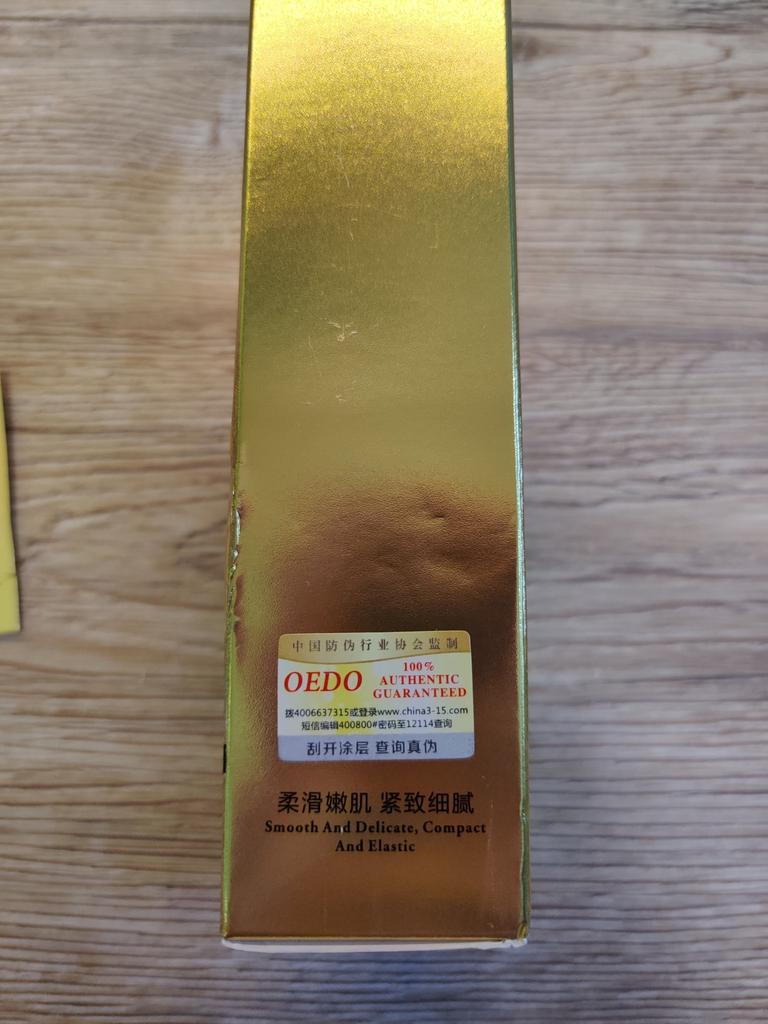 中国防伪行业协会监制
OEDO
100%
AUTHENTIC
GUARANTEED
拨4006637315或登录www.china3-15.com
短信编辑400800#密码至12114查询
刮开涂层 查询真伪
柔滑嫩肌 紧致细腻
Smooth And Delicate, Compact
And Elastic